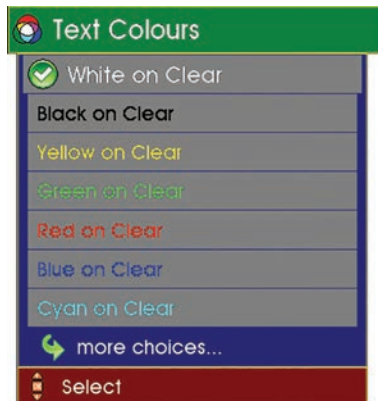 Text Colours
White on Clear
Black on Clear
Yellow on Clear
Green on Clear
Red on Clear
Blue on Clear
Cyan on Clear
more choices...
Select